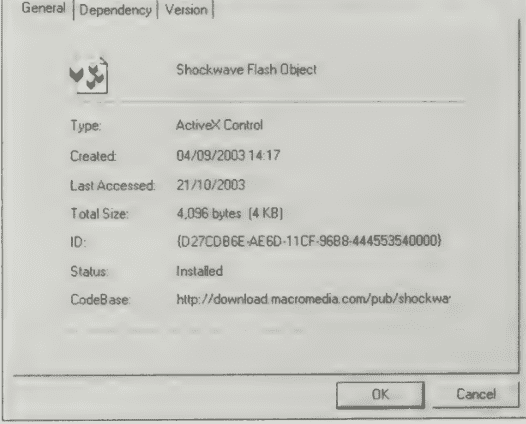 General Dependency Version
Shockwave Flash Object
Type: ActiveX Control
Created: 04/09/2003 14:17
Last Accessed: 21/10/2003
Total Size: 4,096 bytes (4 KB)
ID: {D27CDB6E-AE6D-11CF-96B8-444553540000}
Status: Installed
CodeBase: http://download.macromedia.com/pub/shockwa
OK Cancel